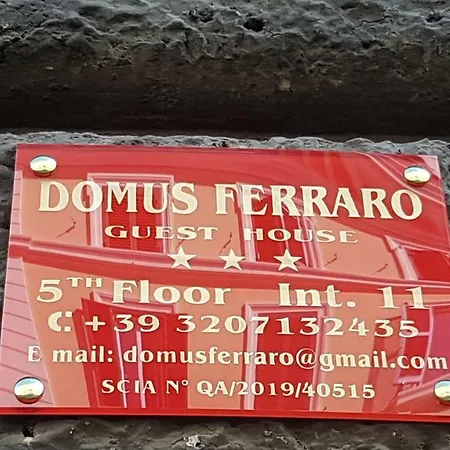 DOMUS FERRARO
GUEST HOUSE
★ ★ ★
5TH Floor Int. 11
✆ +39 3207132435
E mail: domusferraro@gmail.com
SCIA N° QA/2019/40515